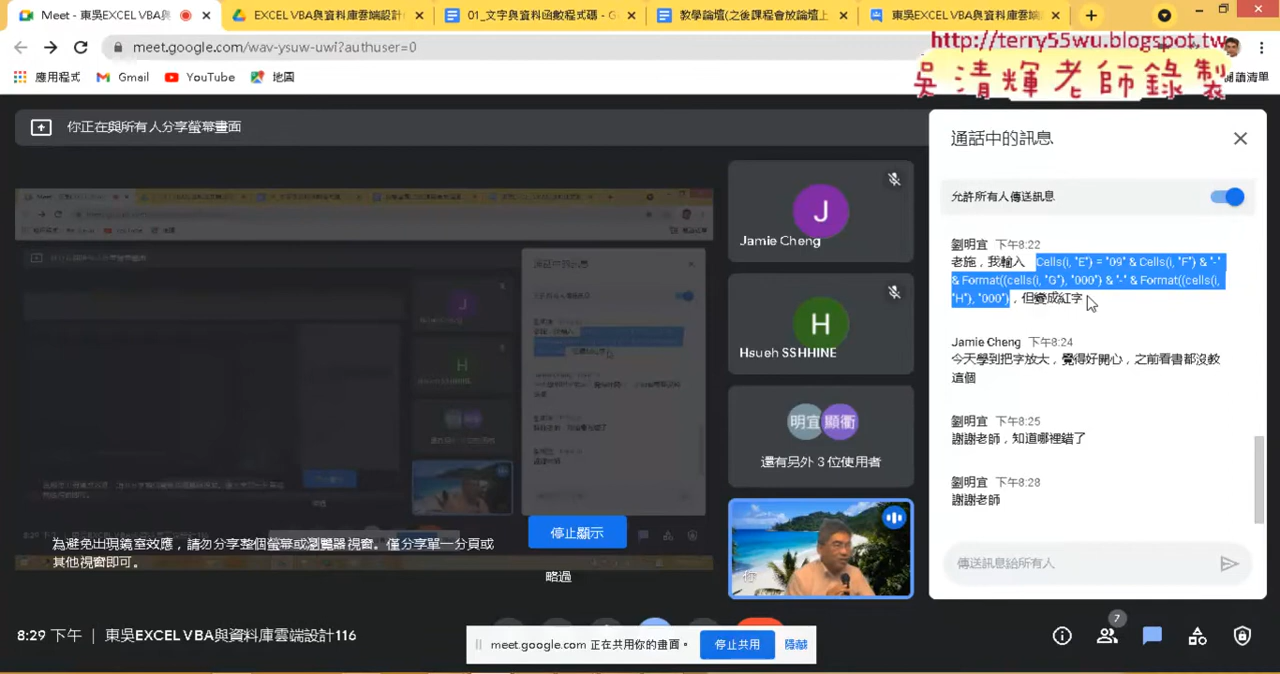 Meet - 東吳EXCEL VBA與
EXCEL VBA與資料庫雲端設計
01_文字與資料函數程式碼 - G
教學論壇(之後課程會放論壇上
東吳EXCEL VBA與資料庫雲端
meet.google.com/wav-ysuw-uwi?authuser=0
http://terry55wu.blogspot.tw
吳清輝老師錄製
應用程式
Gmail
YouTube
地圖
閱讀清單
你正在與所有人分享螢幕畫面
通話中的訊息
允許所有人傳送訊息
劉明宜 下午8:22
老施，我輸入 Cells(i, "E") = "09" & Cells(i, "F") & "-"
& Format((cells(i, "G"), "000") & "-" & Format((cells(i,
"H"), "000")，但變成紅字
Jamie Cheng 下午8:24
今天學到把字放大，覺得好開心，之前看書都沒教
這個
劉明宜 下午8:25
謝謝老師，知道哪裡錯了
劉明宜 下午8:28
謝謝老師
傳送訊息給所有人
J
Jamie Cheng
H
Hsueh SSHHINE
明宜 顯衢
還有另外 3 位使用者
為避免出現鏡室效應，請勿分享整個螢幕或瀏覽器視窗。僅分享單一分頁或
其他視窗即可。
停止顯示
略過
8:29 下午 | 東吳EXCEL VBA與資料庫雲端設計116
meet.google.com 正在共用你的畫面。
停止共用
隱藏
7